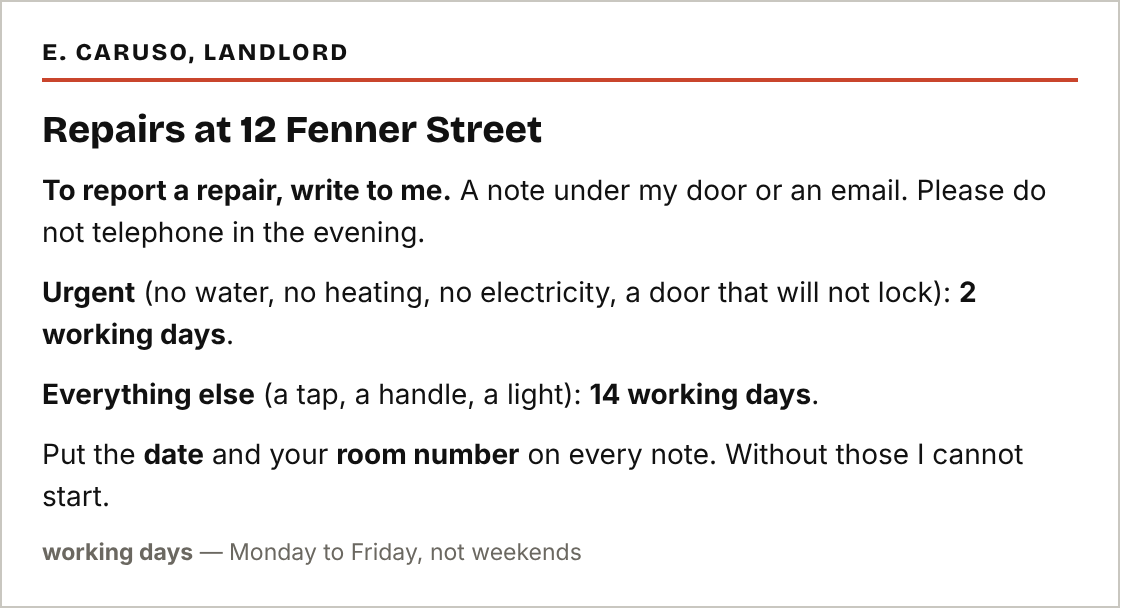 E. CARUSO, LANDLORD
Repairs at 12 Fenner Street
To report a repair, write to me. A note under my door or an email. Please do
not telephone in the evening.
Urgent (no water, no heating, no electricity, a door that will not lock): 2
working days.
Everything else (a tap, a handle, a light): 14 working days.
Put the date and your room number on every note. Without those I cannot
start.
working days — Monday to Friday, not weekends